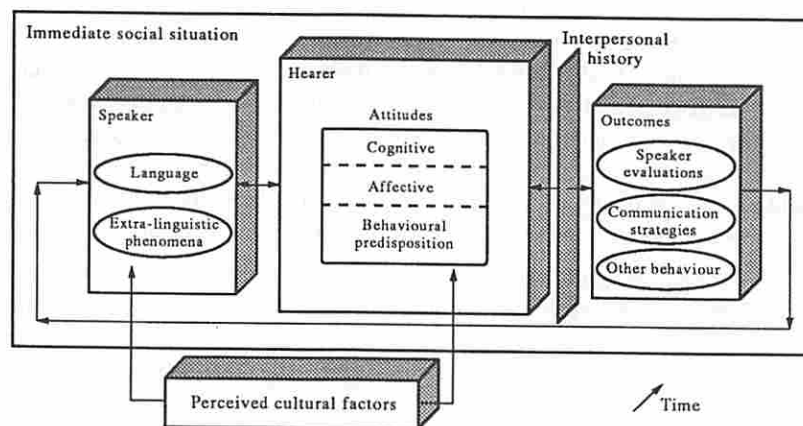 Immediate social situation
Interpersonal
history
Hearer
Speaker
Outcomes
Attitudes
Cognitive
Affective
Behavioural
predisposition
Language
Extra-linguistic
phenomena
Speaker
evaluations
Communication
strategies
Other behaviour
Perceived cultural factors
Time